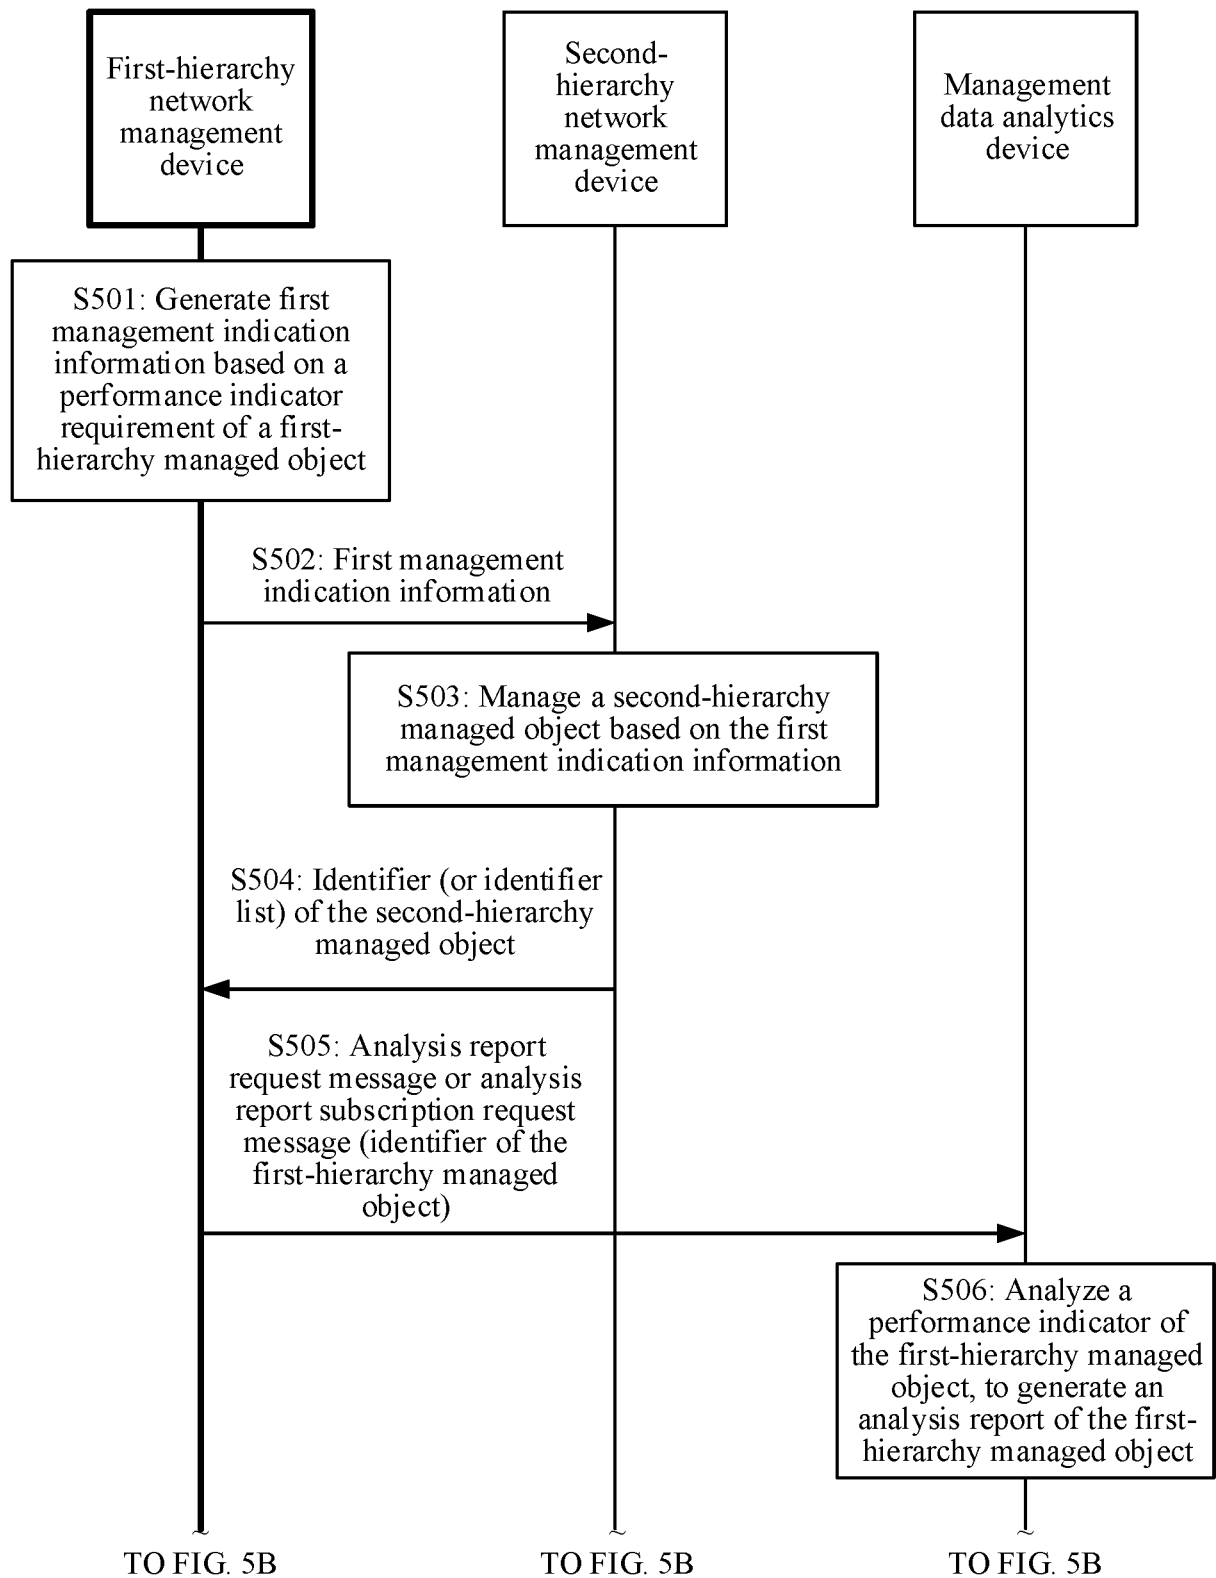 First-hierarchy
network
management
device
Second-
hierarchy
network
management
device
Management
data analytics
device
S501: Generate first
management indication
information based on a
performance indicator
requirement of a first-
hierarchy managed object
S502: First management
indication information
S503: Manage a second-hierarchy
managed object based on the first
management indication information
S504: Identifier (or identifier
list) of the second-hierarchy
managed object
S505: Analysis report
request message or analysis
report subscription request
message (identifier of the
first-hierarchy managed
object)
S506: Analyze a
performance indicator of
the first-hierarchy managed
object, to generate an
analysis report of the first-
hierarchy managed object
TO FIG. 5B
TO FIG. 5B
TO FIG. 5B